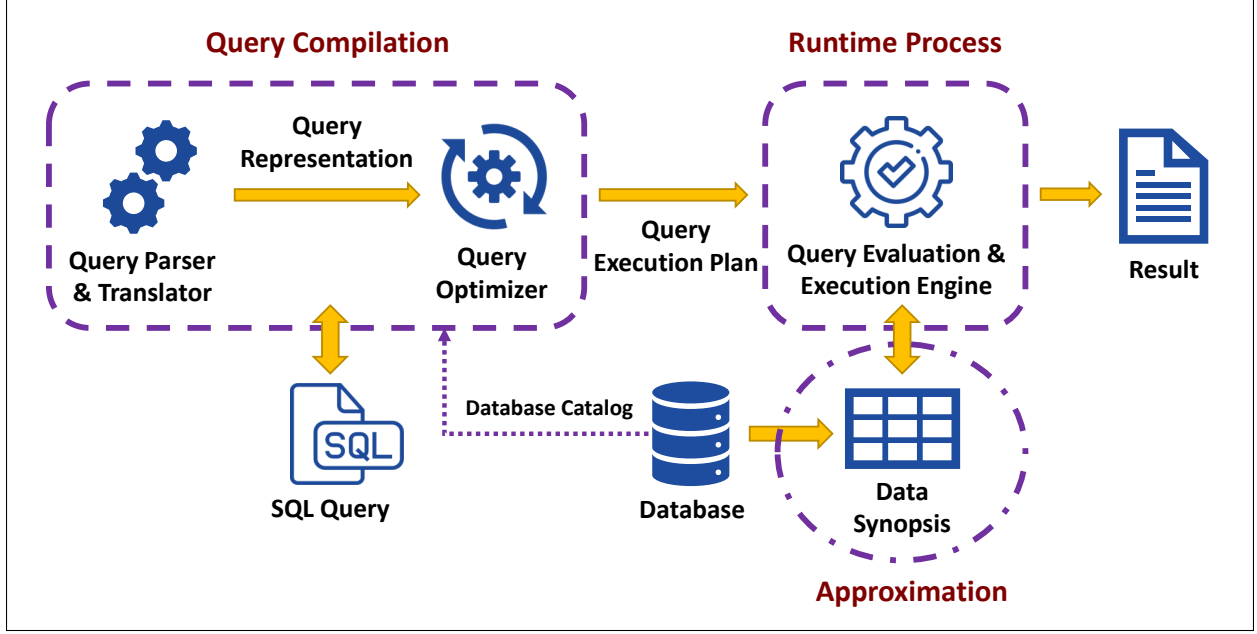 Query Compilation
Runtime Process
Query
Representation
Query Parser
& Translator
Query
Optimizer
Query
Execution Plan
Query Evaluation &
Execution Engine
Result
SQL
SQL Query
Database Catalog
Database
Data
Synopsis
Approximation